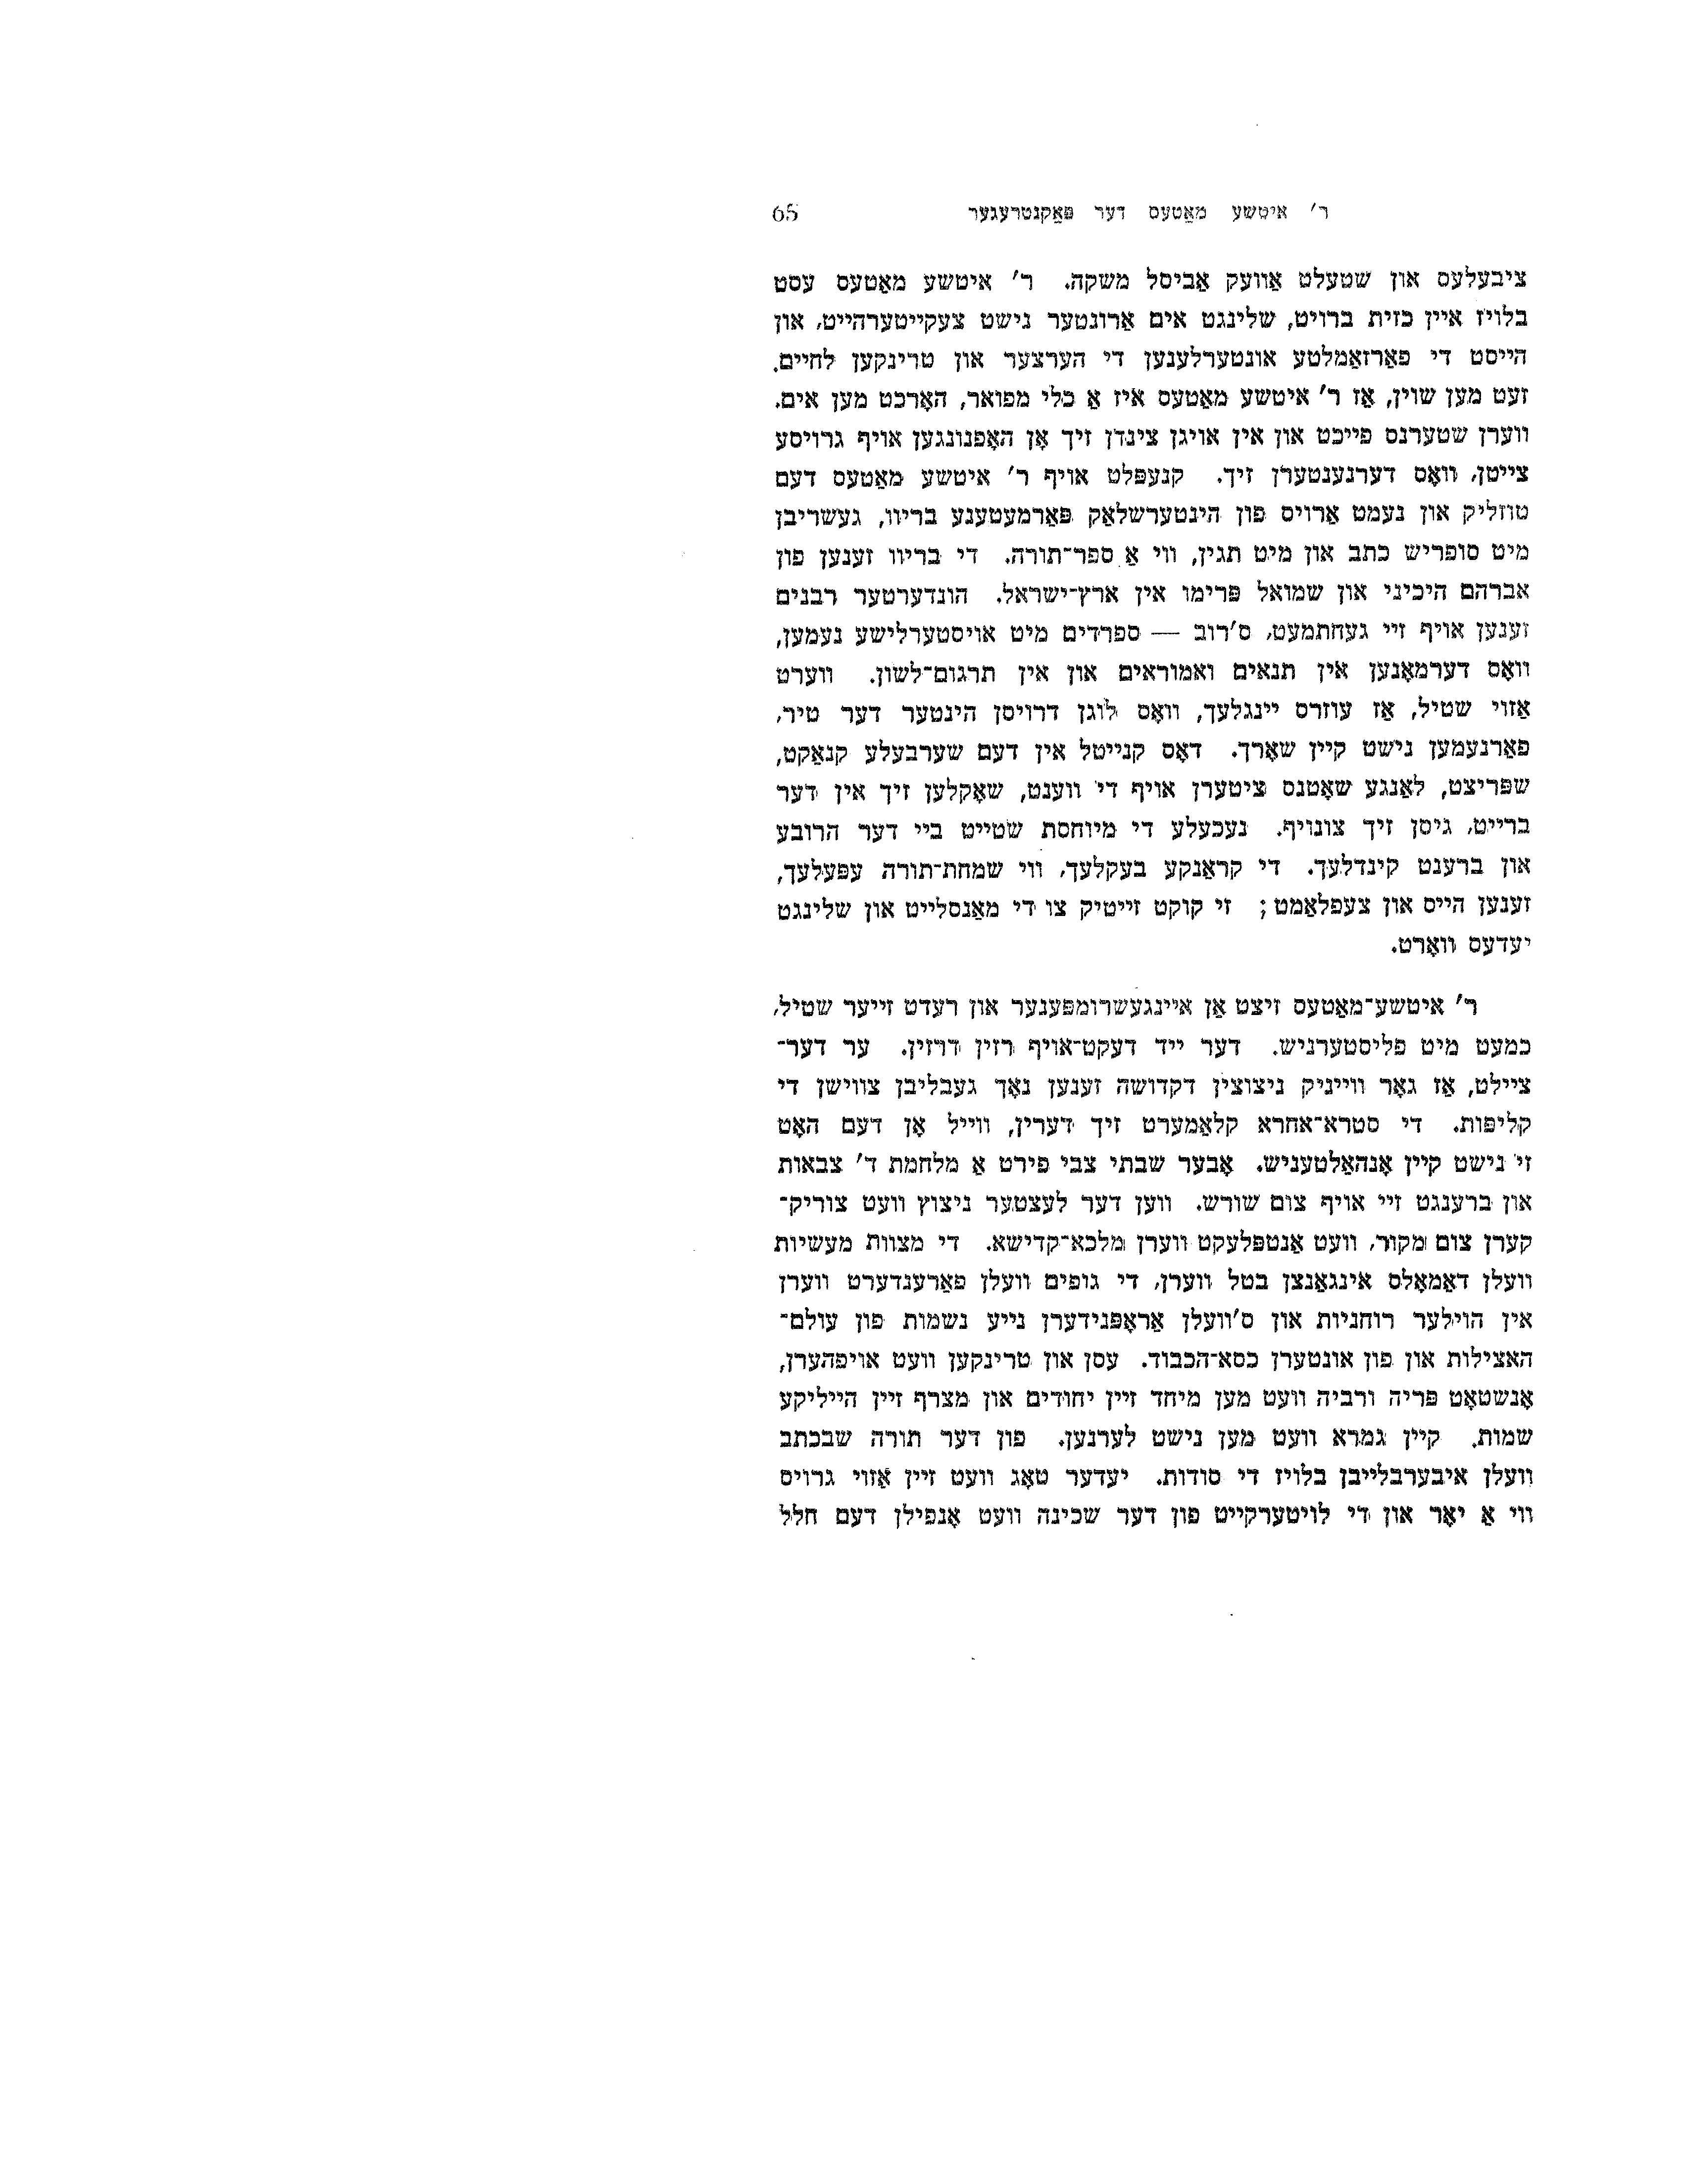 ר' איטשע מאַטעס דער פּאַקנטרעגער 65
ציבעלעס און שטעלט אַוועק אַביסל משקה. ר' איטשע מאַטעס עסט
בלויז איין כזית ברויט, שלינגט אים אַרונטער נישט צעקייטערהייט, און
הייסט די פאַרזאַמלטע אונטערלענען די הערצער און טרינקען לחיים.
זעט מען שוין, אַז ר' איטשע מאַטעס איז אַ כלי מפואר, האָרכט מען אים.
ווערן שטערנס פייכט און אין אויגן צינדן זיך אָן האָפנונגען אויף גרויסע
צייטן, וואָס דערנענטערן זיך. קנעפּלט אויף ר' איטשע מאַטעס דעם
טוזליק און נעמט אַרויס פון הינטערשלאַק פּאַרמעטענע בריוו, געשריבן
מיט סופריש כתב און מיט תגין, ווי אַ ספר־תורה. די בריוו זענען פון
אברהם היכיני און שמואל פּרימו אין ארץ־ישראל. הונדערטער רבנים
זענען אויף זיי געחתמעט, ס'רוב — ספרדים מיט אויסטערלישע נעמען,
וואָס דערמאָנען אין תנאים ואמוראים און אין תרגום־לשון. ווערט
אַזוי שטיל, אַז עוזרס יינגלעך, וואָס לוגן דרויסן הינטער דער טיר,
פאַרנעמען נישט קיין שאָרך. דאָס קנייטל אין דעם שערבעלע קנאַקט,
שפּריצט, לאַנגע שאָטנס ציטערן אויף די ווענט, שאָקלען זיך אין דער
ברייט, גיסן זיך צונויף. נעכעלע די מיוחסת שטייט ביי דער הרובע
און ברענט קינדלעך. די קראַנקע בעקלעך, ווי שמחת־תורה עפּעלעך,
זענען הייס און צעפלאַמט; זי קוקט זייטיק צו די מאַנסלייט און שלינגט
יעדעס וואָרט.
ר' איטשע־מאַטעס זיצט אַן איינגעשרומפּענער און רעדט זייער שטיל,
כמעט מיט פליסטערניש. דער ייד דעקט־אויף רזין דרזין. ער דער־
ציילט, אַז גאָר ווייניק ניצוצין דקדושה זענען נאָך געבליבן צווישן די
קליפּות. די סטרא־אחרא קלאַמערט זיך דערין, ווייל אָן דעם האָט
זי נישט קיין אָנהאַלטעניש. אָבער שבתי צבי פירט אַ מלחמת ד' צבאות
און ברענגט זיי אויף צום שורש. ווען דער לעצטער ניצוץ וועט צוריק־
קערן צום מקור, וועט אַנטפּלעקט ווערן מלכא־קדישא. די מצוות מעשיות
וועלן דאַמאָלס אינגאַנצן בטל ווערן, די גופים וועלן פאַרענדערט ווערן
אין הוילער רוחניות און ס'וועלן אַראָפּנידערן נייע נשמות פון עולם־
האצילות און פון אונטערן כסא־הכבוד. עסן און טרינקען וועט אויפהערן,
אָנשטאָט פּריה ורביה וועט מען מיחד זיין יחודים און מצרף זיין הייליקע
שמות. קיין גמרא וועט מען נישט לערנען. פון דער תורה שבכתב
וועלן איבערבלייבן בלויז די סודות. יעדער טאָג וועט זיין אַזוי גרויס
ווי אַ יאָר און די לויטערקייט פון דער שכינה וועט אָנפילן דעם חלל